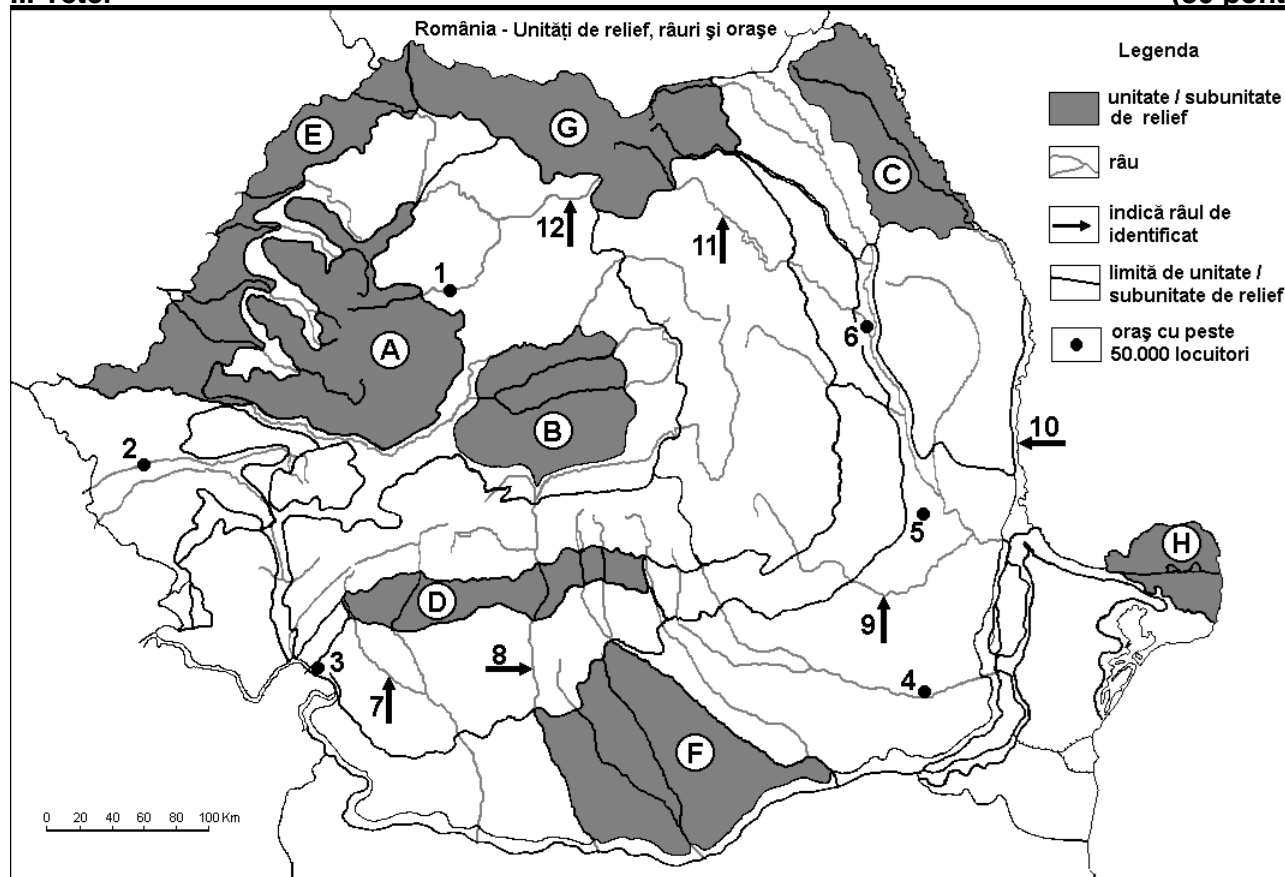 România - Unități de relief, râuri și orașe
Legenda
unitate / subunitate
de relief
râu
indică râul de
identificat
limită de unitate /
subunitate de relief
oraș cu peste
50.000 locuitori
E
G
C
12
11
1
A
6
B
10
2
5
H
D
9
3
8
4
7
F
0 20 40 60 80 100 Km